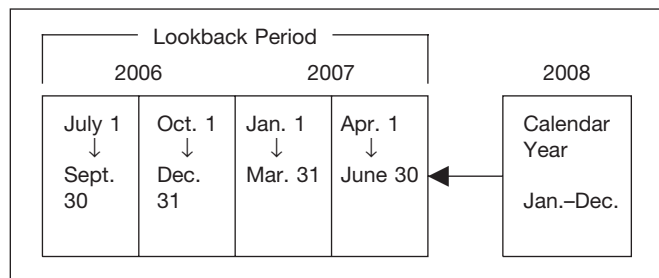 Lookback Period
2006 2007 2008
July 1 Oct. 1 Jan. 1 Apr. 1 Calendar
↓ ↓ ↓ ↓ Year
Sept. Dec. Mar. 31 June 30
30 31 Jan.–Dec.